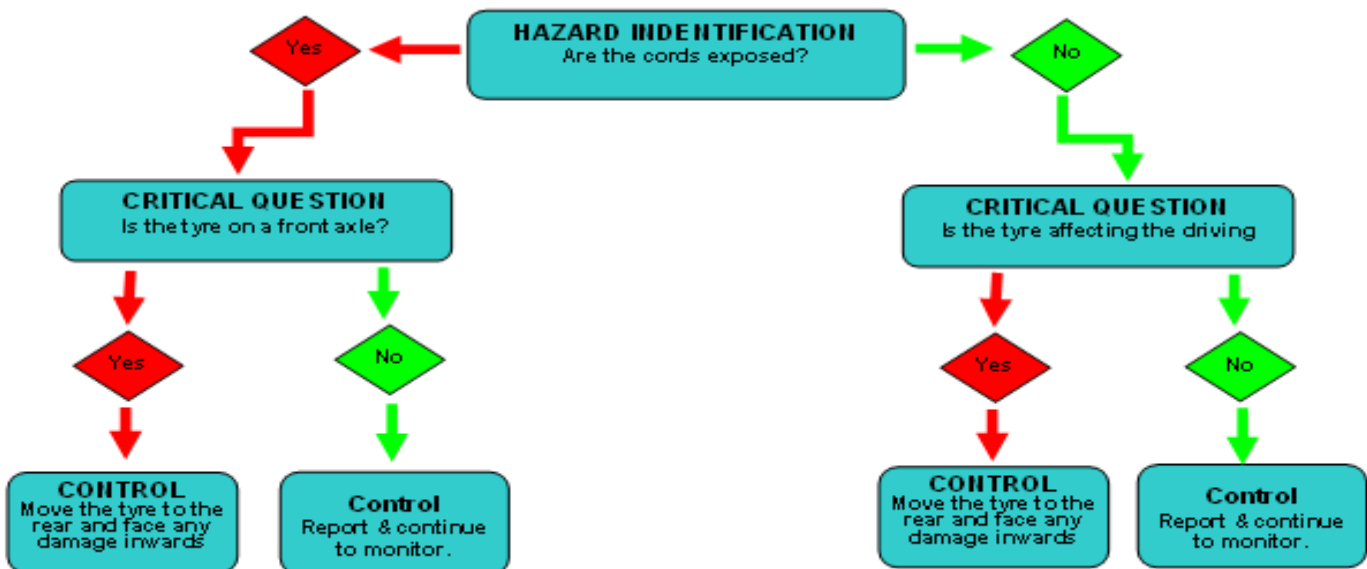 HAZARD INDENTIFICATION
Are the cords exposed?
Yes
No
CRITICAL QUESTION
Is the tyre on a front axle?
CRITICAL QUESTION
Is the tyre affecting the driving
Yes
No
Yes
No
CONTROL
Move the tyre to the
rear and face any
damage inwards
Control
Report & continue
to monitor.
CONTROL
Move the tyre to the
rear and face any
damage inwards
Control
Report & continue
to monitor.